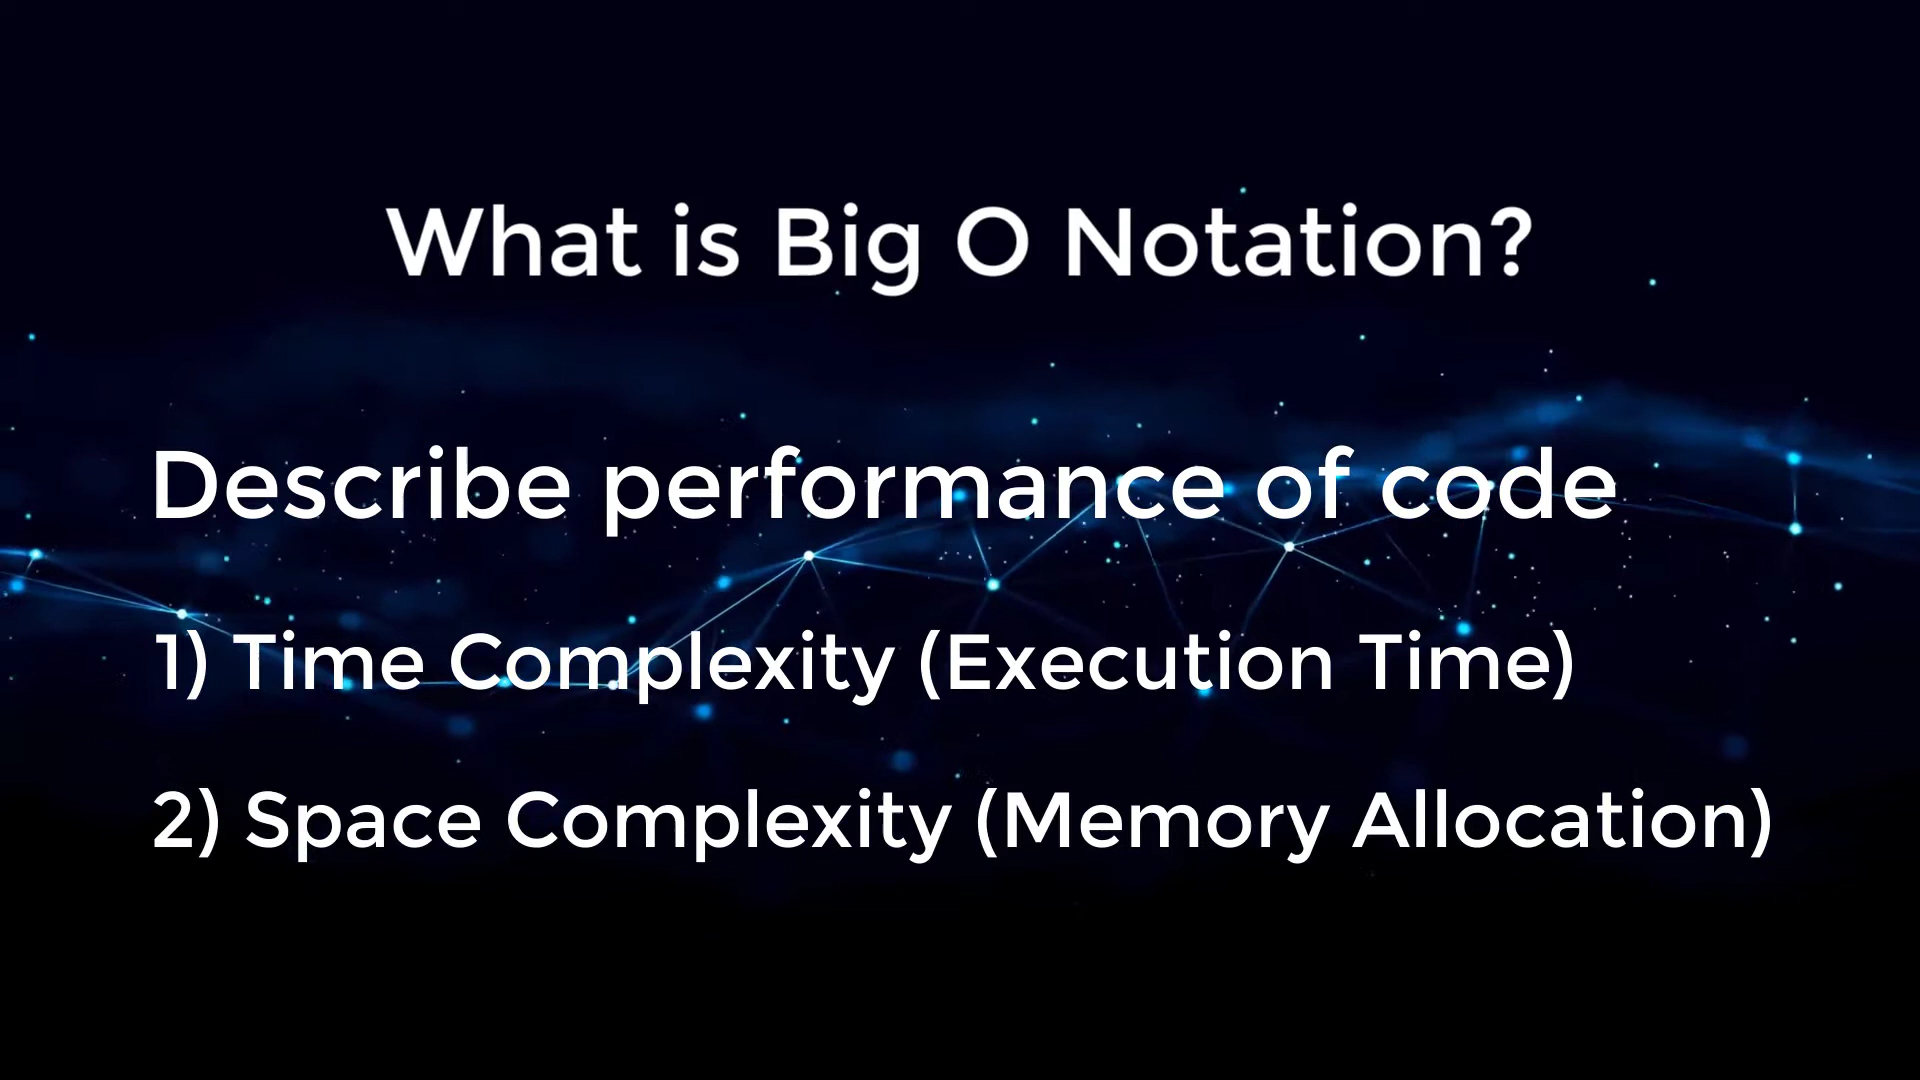 What is Big O Notation?
Describe performance of code
1) Time Complexity (Execution Time)
2) Space Complexity (Memory Allocation)